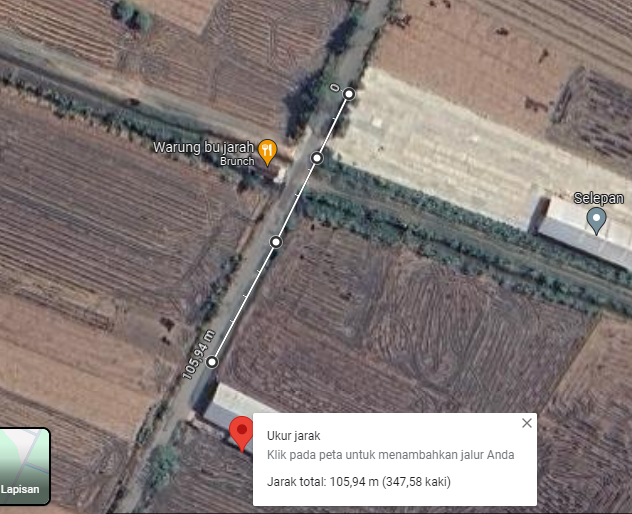 0
Warung bu jarah
Brunch
Selepan
105,94 m
Ukur jarak
Klik pada peta untuk menambahkan jalur Anda
Jarak total: 105,94 m (347,58 kaki)
Lapisan